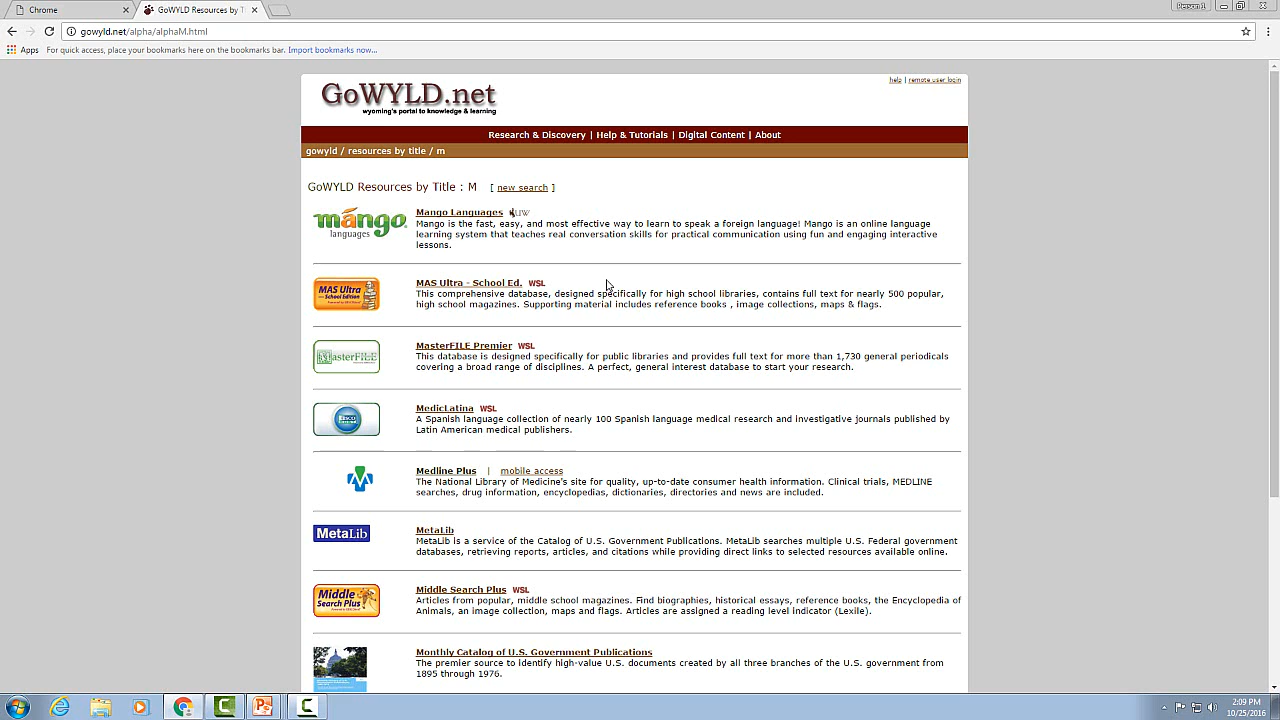 Chrome
GoWYLD Resources by T
Person 1
gowyld.net/alpha/alphaM.html
Apps For quick access, place your bookmarks here on the bookmarks bar. Import bookmarks now...
GoWYLD.net
wyoming's portal to knowledge & learning
help | remote user login
Research & Discovery | Help & Tutorials | Digital Content | About
gowyld / resources by title / m
GoWYLD Resources by Title : M [ new search ]
mango
languages
Mango Languages UW
Mango is the fast, easy, and most effective way to learn to speak a foreign language! Mango is an online language
learning system that teaches real conversation skills for practical communication using fun and engaging interactive
lessons.
MAS Ultra
School Edition
MAS Ultra - School Ed. WSL
This comprehensive database, designed specifically for high school libraries, contains full text for nearly 500 popular,
high school magazines. Supporting material includes reference books , image collections, maps & flags.
MasterFILE
MasterFILE Premier WSL
This database is designed specifically for public libraries and provides full text for more than 1,730 general periodicals
covering a broad range of disciplines. A perfect, general interest database to start your research.
MedicLatina WSL
A Spanish language collection of nearly 100 Spanish language medical research and investigative journals published by
Latin American medical publishers.
Medline Plus | mobile access
The National Library of Medicine's site for quality, up-to-date consumer health information. Clinical trials, MEDLINE
searches, drug information, encyclopedias, dictionaries, directories and news are included.
MetaLib
MetaLib
MetaLib is a service of the Catalog of U.S. Government Publications. MetaLib searches multiple U.S. Federal government
databases, retrieving reports, articles, and citations while providing direct links to selected resources available online.
Middle
Search Plus
Middle Search Plus WSL
Articles from popular, middle school magazines. Find biographies, historical essays, reference books, the Encyclopedia of
Animals, an image collection, maps and flags. Articles are assigned a reading level indicator (Lexile).
Monthly Catalog of U.S. Government Publications
The premier source to identify high-value U.S. documents created by all three branches of the U.S. government from
1895 through 1976.
2:09 PM
10/25/2016